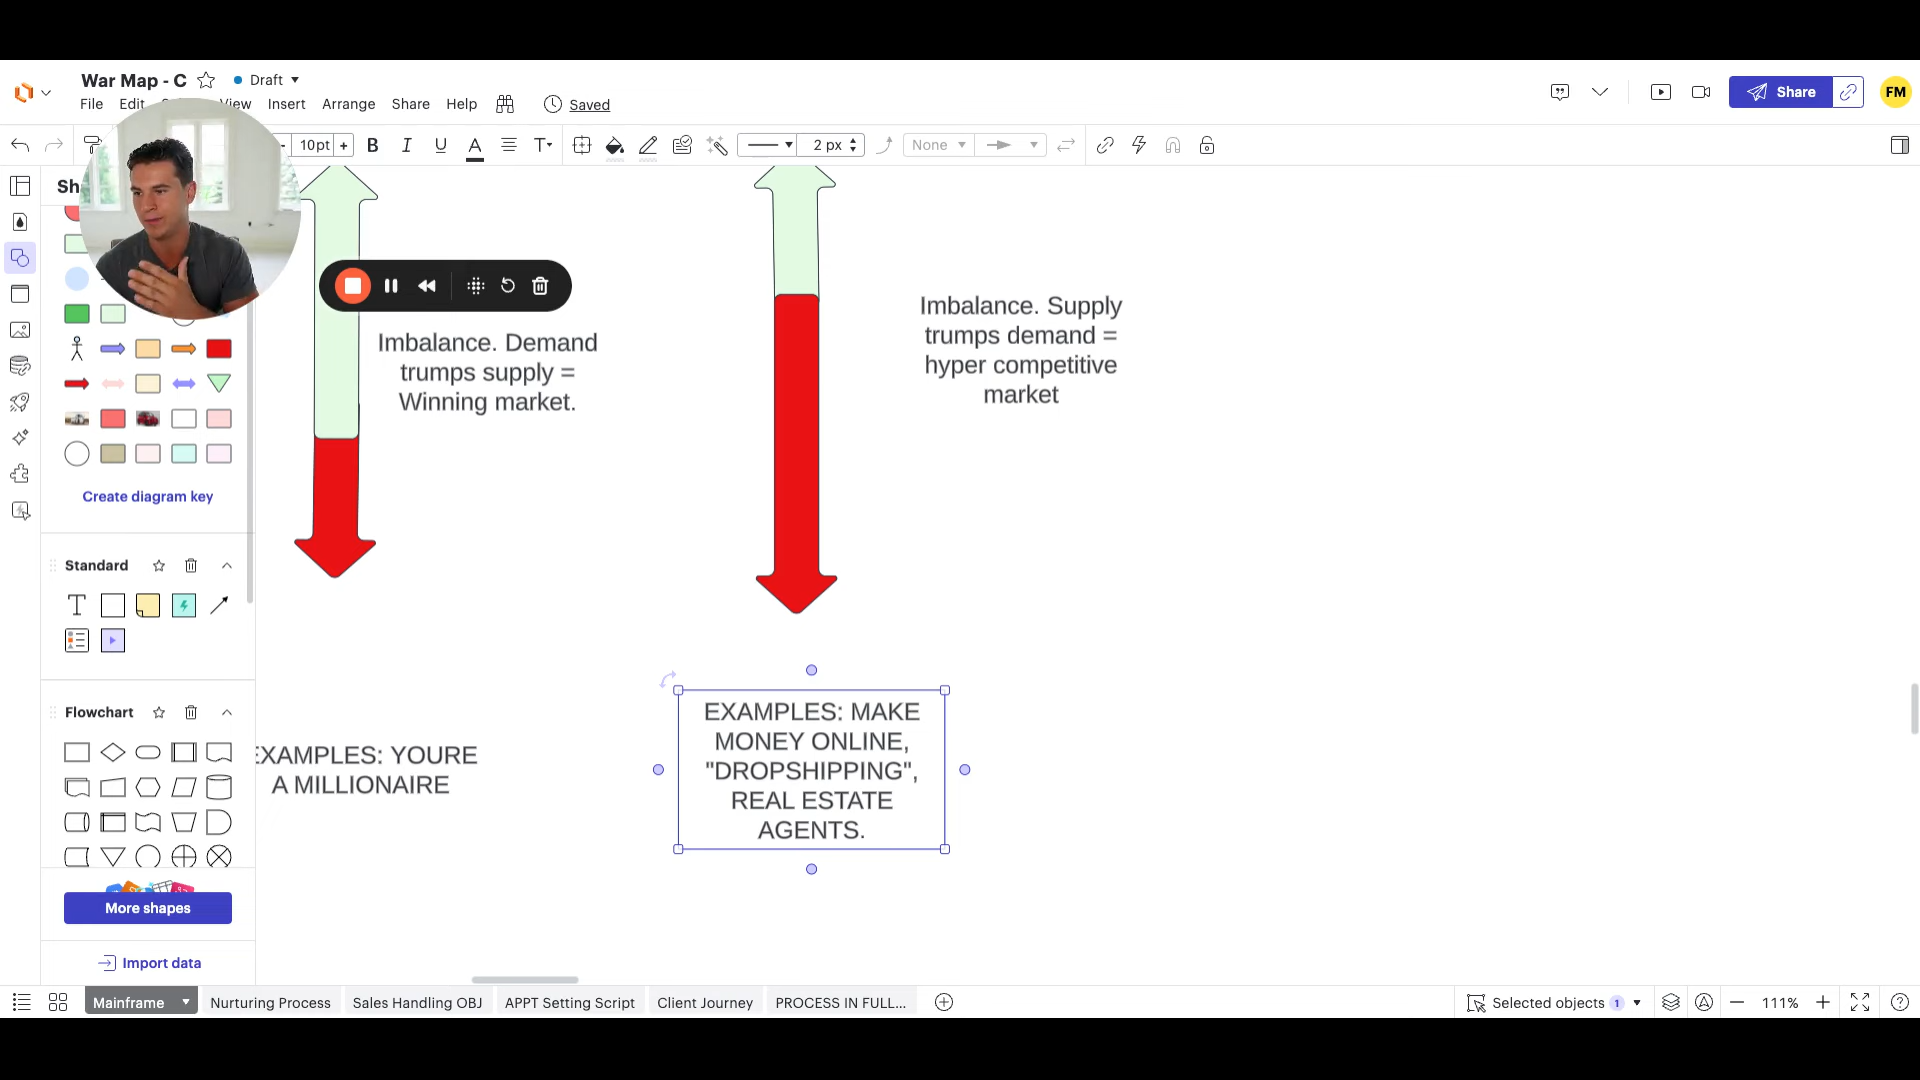 War Map - C
Draft
FM
Share
File Edit View Insert Arrange Share Help Saved
10pt
B I U A T
2 px
None
Imbalance. Demand
trumps supply =
Winning market.
Imbalance. Supply
trumps demand =
hyper competitive
market
Create diagram key
Standard
T
Flowchart
EXAMPLES: YOURE
A MILLIONAIRE
EXAMPLES: MAKE
MONEY ONLINE,
"DROPSHIPPING",
REAL ESTATE
AGENTS.
More shapes
Import data
Mainframe Nurturing Process Sales Handling OBJ APPT Setting Script Client Journey PROCESS IN FULL...
Selected objects 1
111%